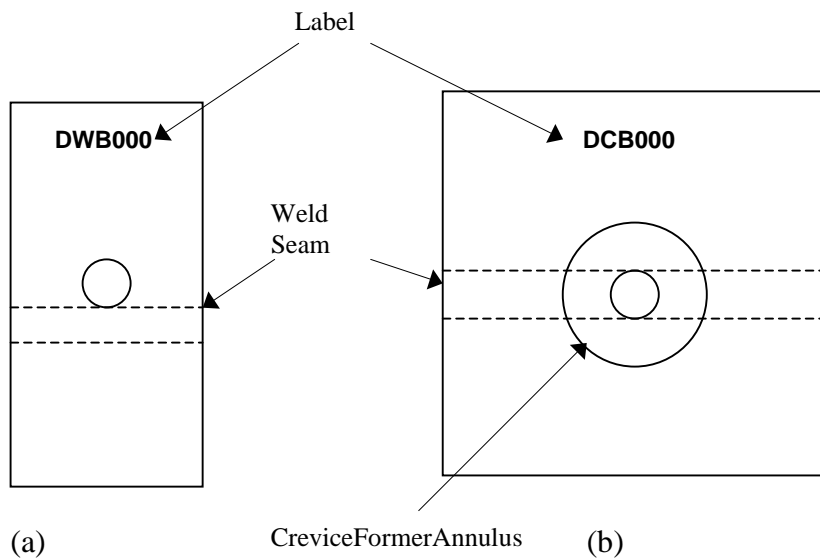 Label
DWB000
DCB000
Weld
Seam
(a)
CreviceFormerAnnulus
(b)